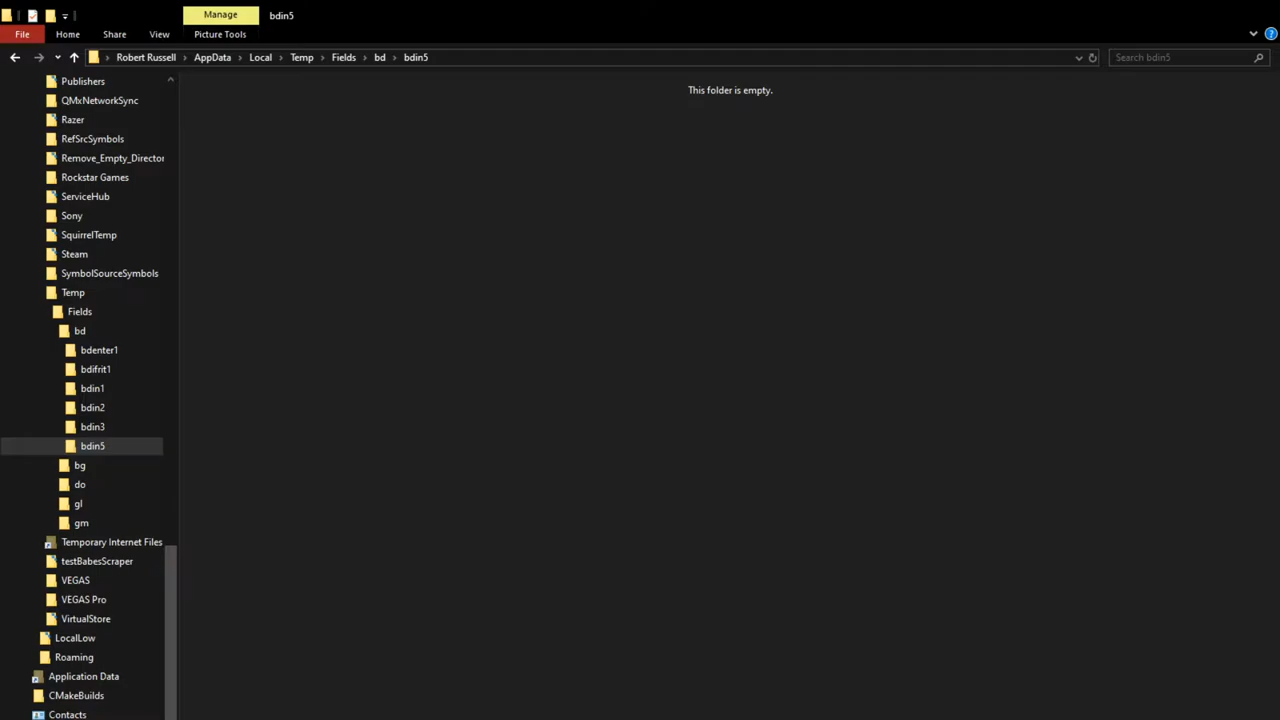 Manage
bdin5
File
Home
Share
View
Picture Tools
Robert Russell
AppData
Local
Temp
Fields
bd
bdin5
Search bdin5
Publishers
QMxNetworkSync
Razer
RefSrcSymbols
Remove_Empty_Director
Rockstar Games
ServiceHub
Sony
SquirrelTemp
Steam
SymbolSourceSymbols
Temp
Fields
bd
bdenter1
bdifrit1
bdin1
bdin2
bdin3
bdin5
bg
do
gl
gm
Temporary Internet Files
testBabesScraper
VEGAS
VEGAS Pro
VirtualStore
LocalLow
Roaming
Application Data
CMakeBuilds
Contacts
This folder is empty.